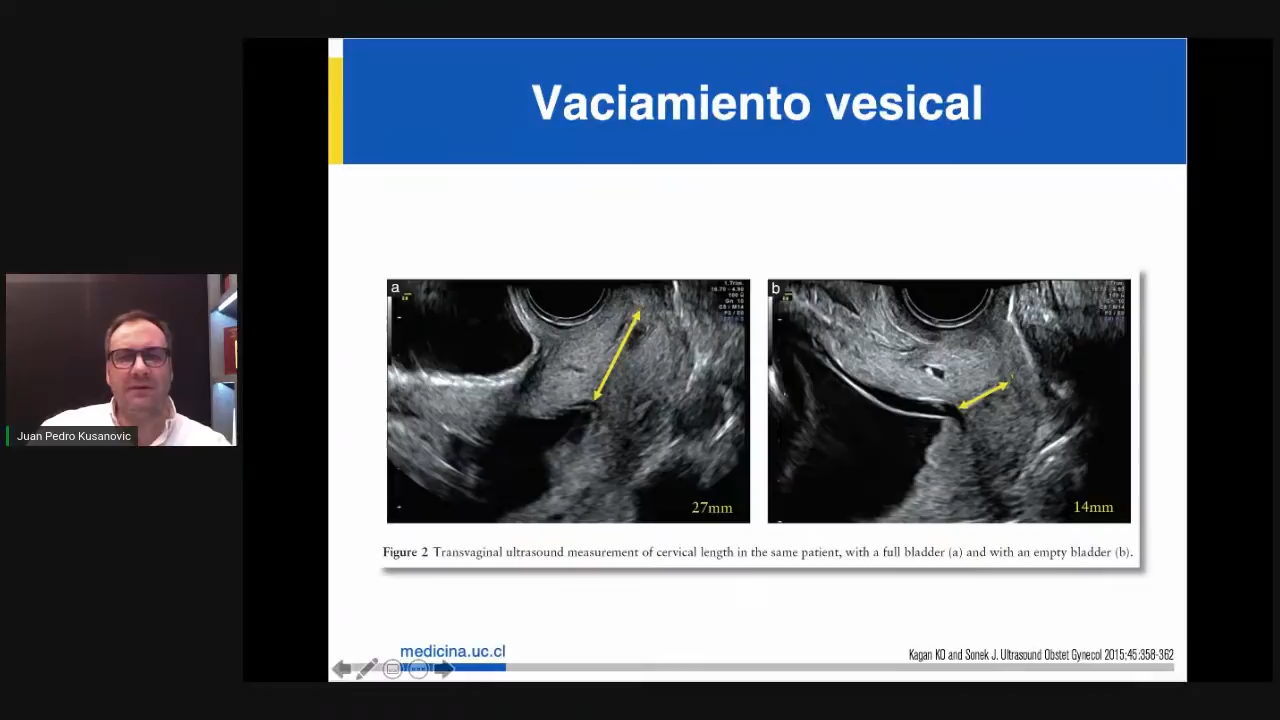 Vaciamiento vesical
a
b
27mm
14mm
Figure 2 Transvaginal ultrasound measurement of cervical length in the same patient, with a full bladder (a) and with an empty bladder (b).
Juan Pedro Kusanovic
medicina.uc.cl
Kagan KO and Sonek J. Ultrasound Obstet Gynecol 2015;45:358-362